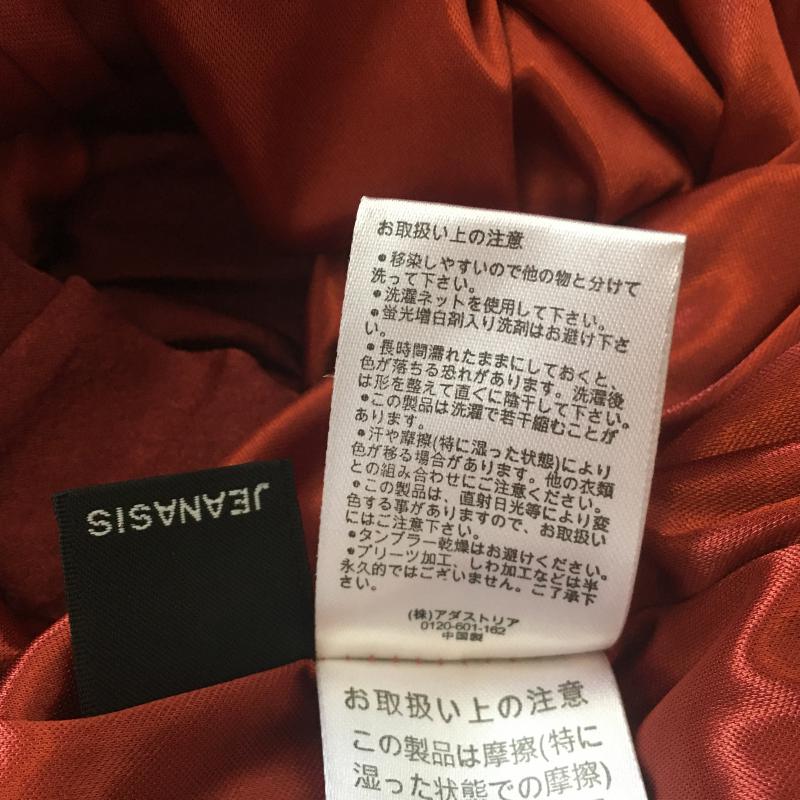 お取扱い上の注意
●移染しやすいので他の物と分けて
洗って下さい。
●洗濯ネットを使用して下さい。
●蛍光増白剤入り洗剤はお避け下さ
い。
●長時間濡れたままにしておくと、
色が落ちる恐れがあります。洗濯後
は形を整えて直ぐに陰干して下さい。
●この製品は洗濯で若干縮むことが
あります。
●汗や摩擦(特に湿った状態)により
色が移る場合があります。他の衣類
との組み合わせにご注意ください。
●この製品は、直射日光等により変
色する事がありますので、お取扱い
にはご注意下さい。
●タンブラー乾燥はお避けください。
●プリーツ加工、しわ加工などは半
永久的ではございません。ご了承下
さい。
(株)アダストリア
0120-601-162
中国製
JEANASiS
お取扱い上の注意
この製品は摩擦(特に
湿った状態での摩擦)